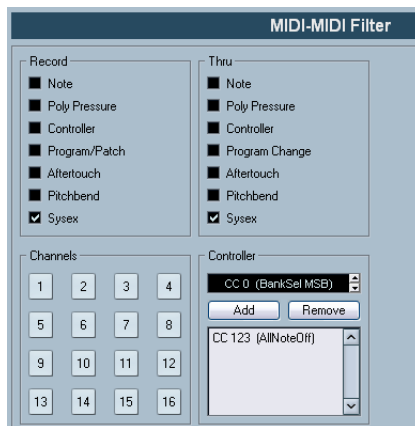 MIDI-MIDI Filter
Record
Note
Poly Pressure
Controller
Program/Patch
Aftertouch
Pitchbend
Sysex
Thru
Note
Poly Pressure
Controller
Program Change
Aftertouch
Pitchbend
Sysex
Channels
1 2 3 4
5 6 7 8
9 10 11 12
13 14 15 16
Controller
CC 0 (BankSel MSB)
Add Remove
CC 123 (AllNoteOff)